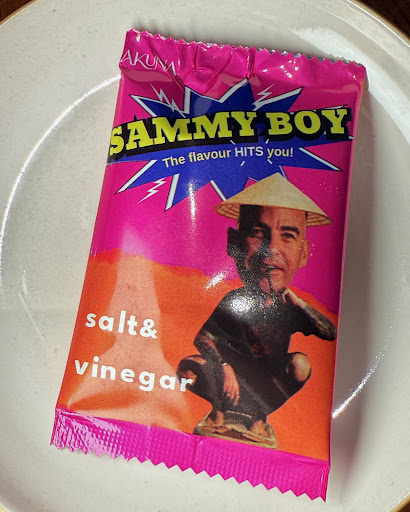 AKUNA
SAMMY BOY
The flavour HITS you!
salt&
vinegar